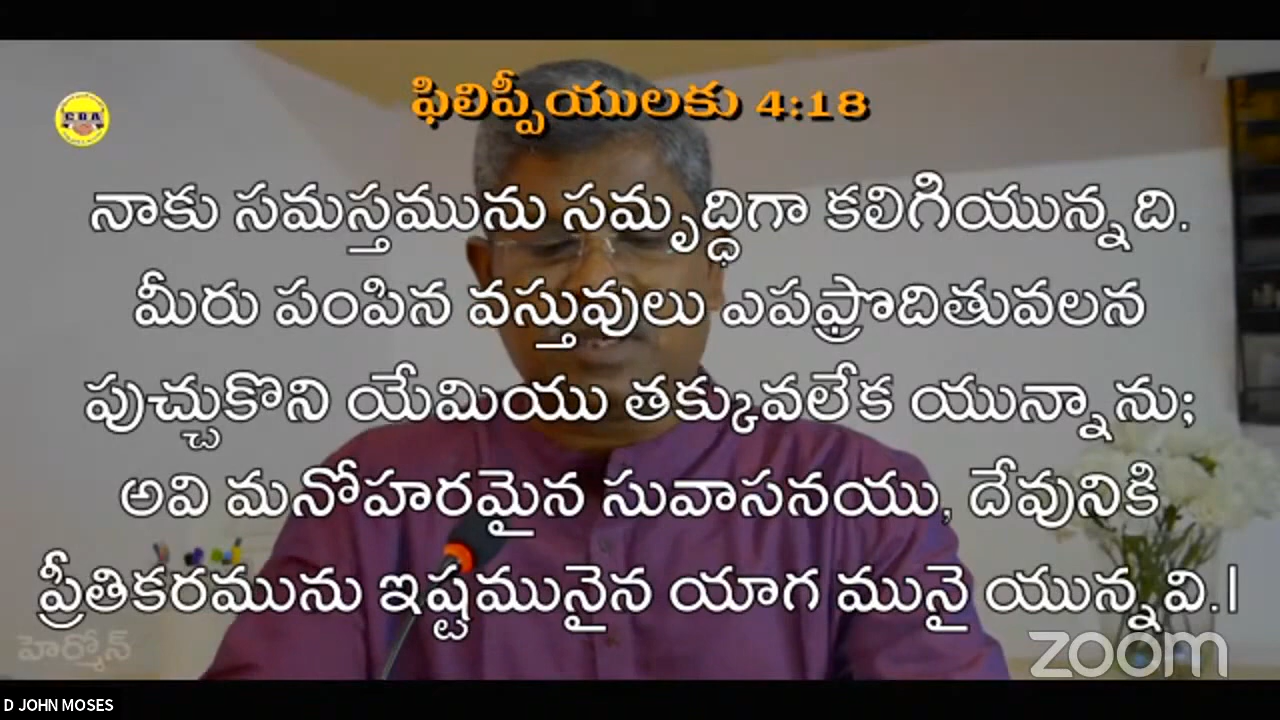 ఫిలిప్పీయులకు 4:18
నాకు సమస్తమును సమృద్ధిగా కలిగియున్నది.
మీరు పంపిన వస్తువులు ఎపఫ్రొదితువలన
పుచ్చుకొని యేమియు తక్కువలేక యున్నాను;
అవి మనోహరమైన సువాసనయు, దేవునికి
ప్రీతికరమును ఇష్టమునైన యాగ మునై యున్నవి.|
హెర్మోన్
zoom
D JOHN MOSES